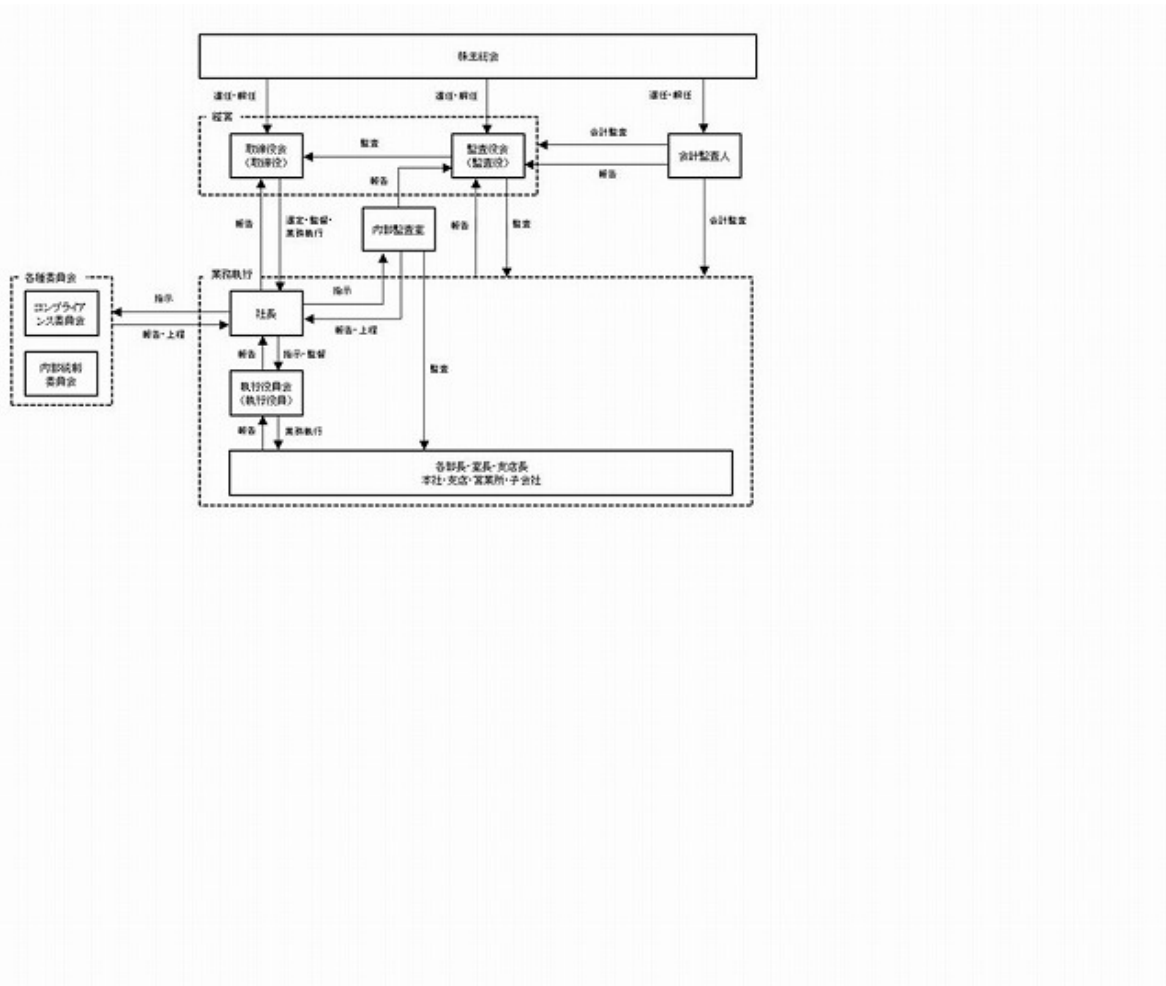 株主総会
選任・解任
選任・解任
選任・解任
経営
取締役会
（取締役）
監査
監査役会
（監査役）
会計監査
報告
会計監査人
報告
内部監査室
報告
選定・監督・
業務執行
報告
監査
会計監査
各種委員会
コンプライア
ンス委員会
内部統制
委員会
指示
報告・上程
業務執行
社長
指示
報告・上程
報告
指示・監督
監査
執行役員会
（執行役員）
報告
業務執行
各部長・室長・支店長
本社・支店・営業所・子会社